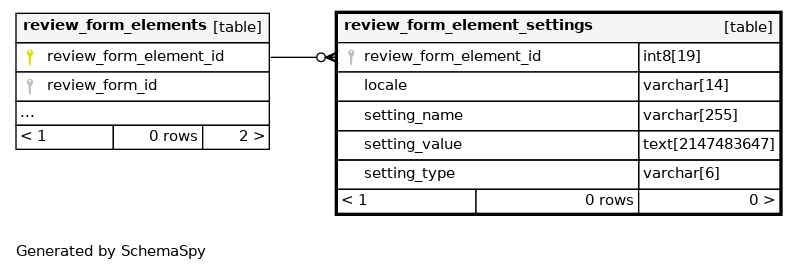 review_form_elements [table]
review_form_element_id
review_form_id
...
< 1 0 rows 2 >
review_form_element_settings [table]
review_form_element_id int8[19]
locale varchar[14]
setting_name varchar[255]
setting_value text[2147483647]
setting_type varchar[6]
< 1 0 rows 0 >
Generated by SchemaSpy